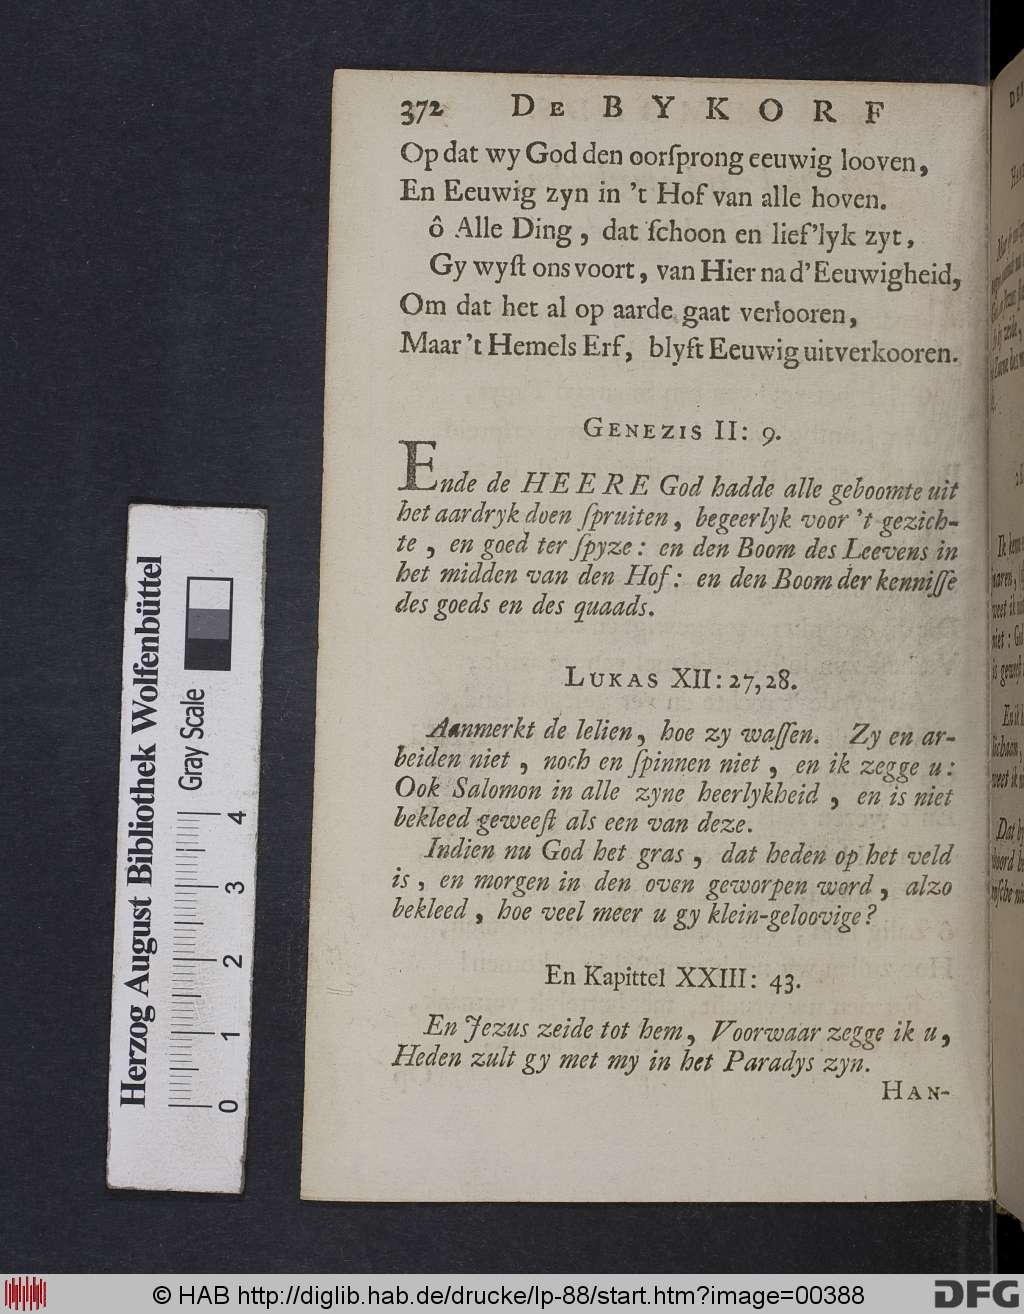 372 DE BYKORF
Op dat wy God den oorſprong eeuwig looven,
En Eeuwig zyn in 't Hof van alle hoven.
ô Alle Ding, dat ſchoon en lief'lyk zyt,
Gy wyſt ons voort, van Hier na d'Eeuwigheid,
Om dat het al op aarde gaat verlooren,
Maar 't Hemels Erf, blyft Eeuwig uitverkooren.
GENEZIS II: 9.
Ende de HEERE God hadde alle geboomte uit
het aardryk doen ſpruiten, begeerlyk voor 't gezich-
te, en goed ter ſpyze: en den Boom des Leevens in
het midden van den Hof: en den Boom der kenniſſe
des goeds en des quaads.
LUKAS XII: 27, 28.
Aanmerkt de lelien, hoe zy waſſen. Zy en ar-
beiden niet, noch en ſpinnen niet, en ik zegge u:
Ook Salomon in alle zyne heerlykheid, en is niet
bekleed geweeſt als een van deze.
Indien nu God het gras, dat heden op het veld
is, en morgen in den oven geworpen word, alzo
bekleed, hoe veel meer u gy klein-geloovige?
En Kapittel XXIII: 43.
En Jezus zeide tot hem, Voorwaar zegge ik u,
Heden zult gy met my in het Paradys zyn.
HAN-
Herzog August Bibliothek Wolfenbüttel
Gray Scale
0 1 2 3 4
© HAB http://diglib.hab.de/drucke/lp-88/start.htm?image=00388
DFG